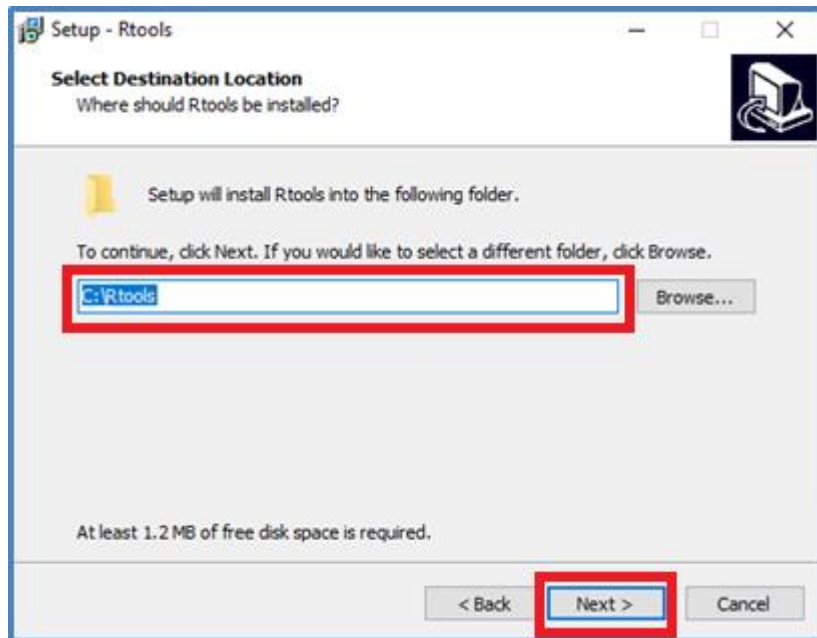 Setup - Rtools
Select Destination Location
Where should Rtools be installed?
Setup will install Rtools into the following folder.
To continue, click Next. If you would like to select a different folder, click Browse.
C:\Rtools
Browse...
At least 1.2 MB of free disk space is required.
< Back
Next >
Cancel